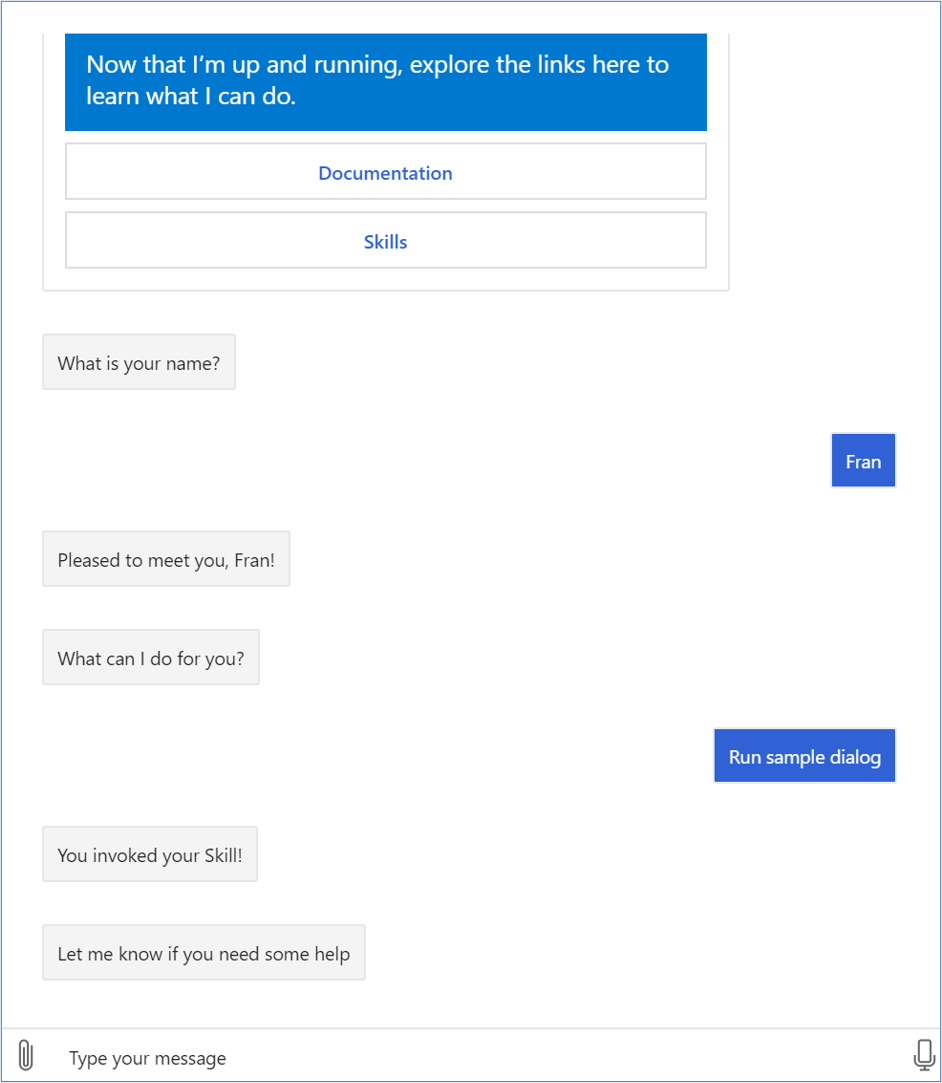 Now that I’m up and running, explore the links here to
learn what I can do.
Documentation
Skills
What is your name?
Fran
Pleased to meet you, Fran!
What can I do for you?
Run sample dialog
You invoked your Skill!
Let me know if you need some help
Type your message